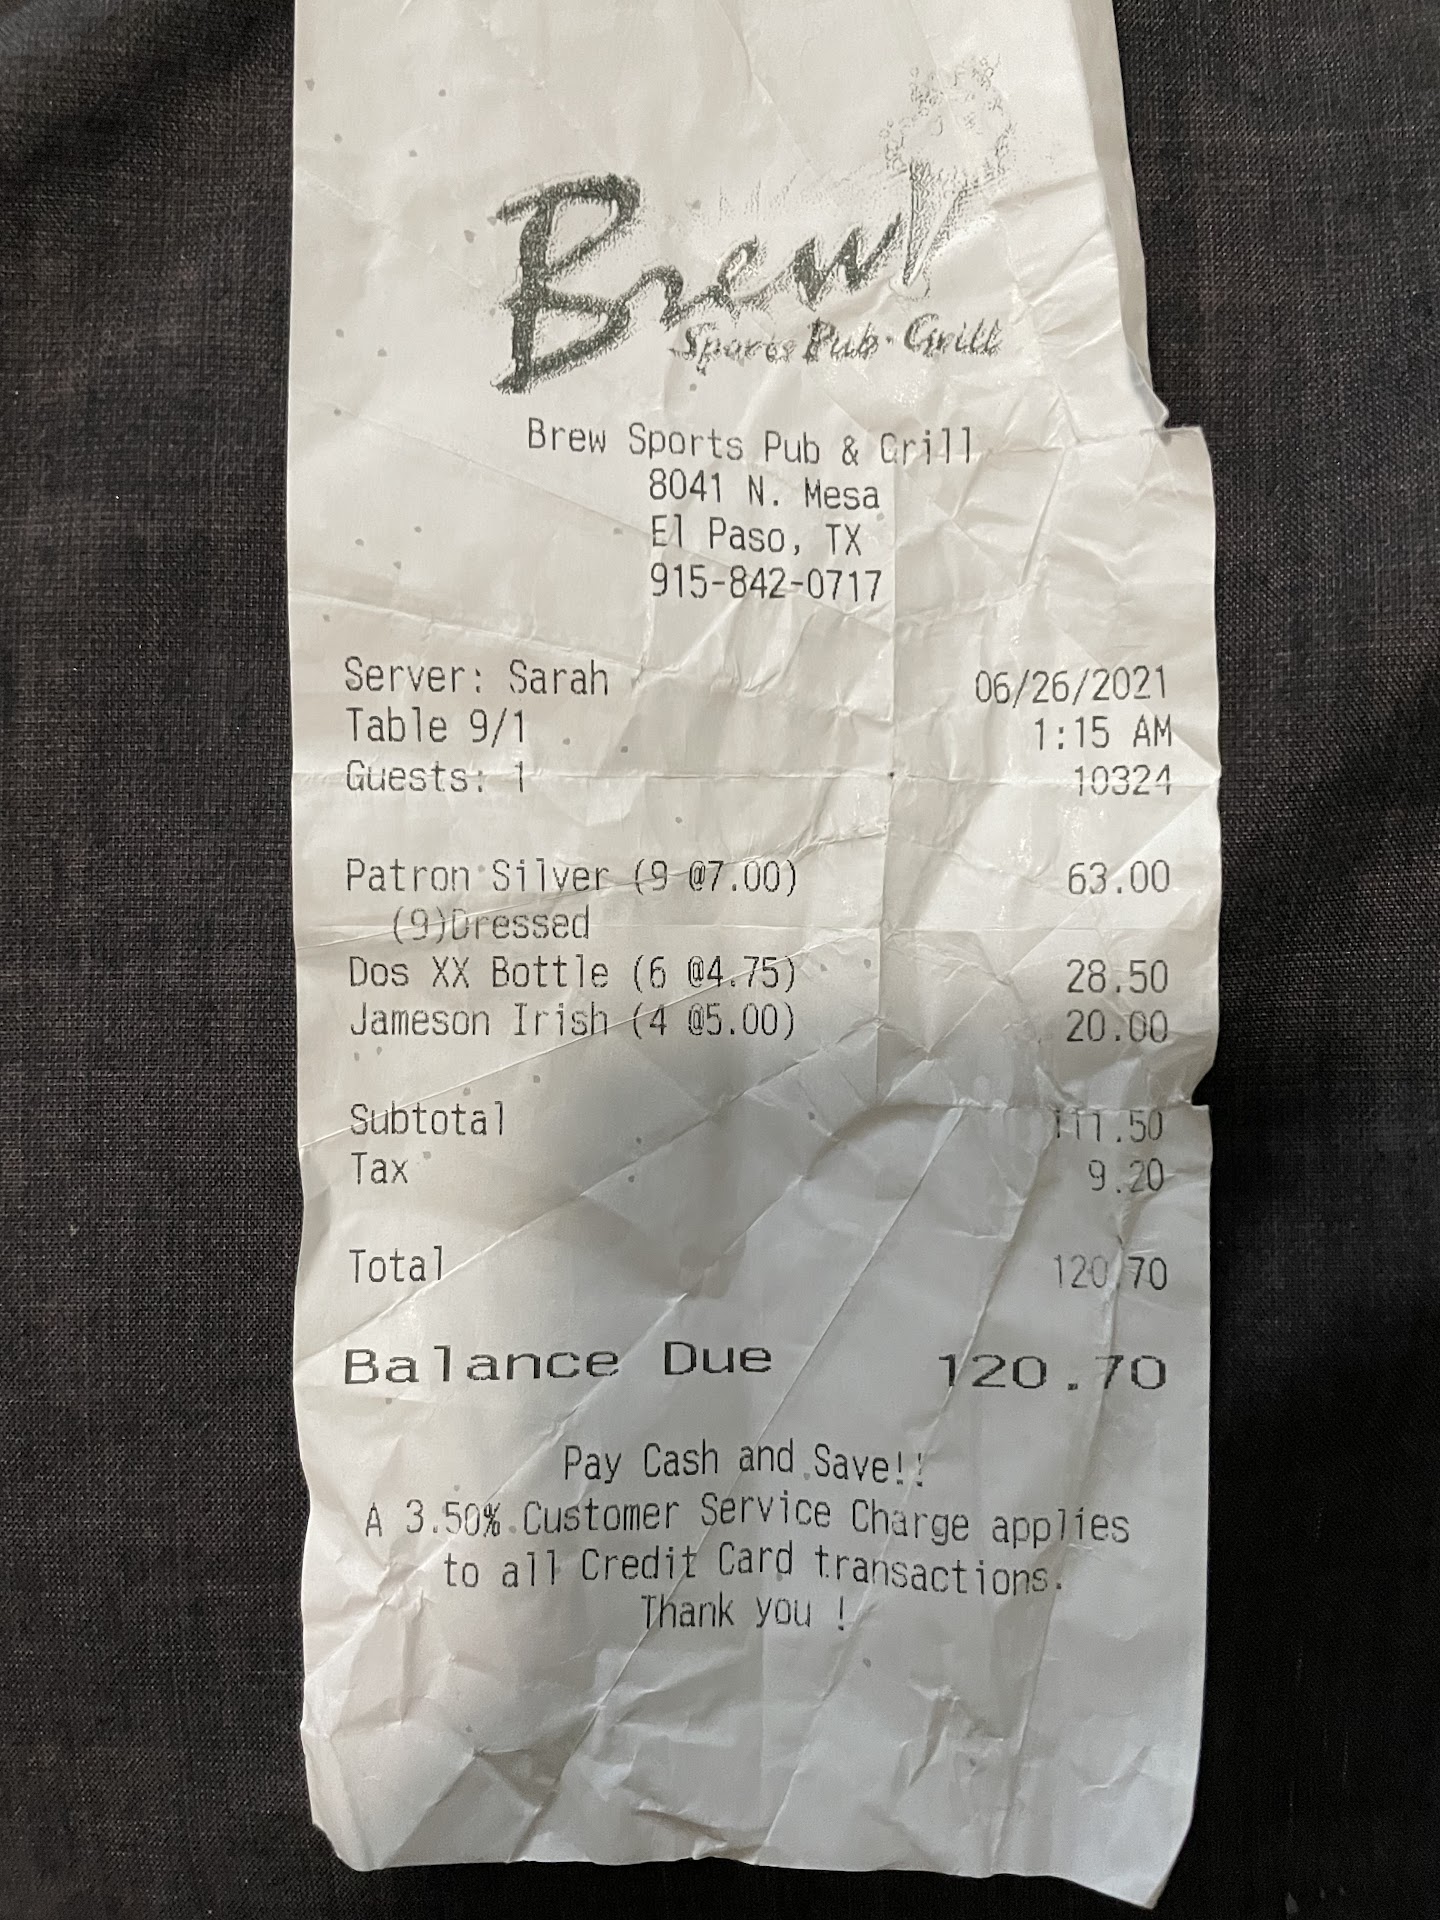 Brew
Sports Pub · Grill
Brew Sports Pub & Grill
8041 N. Mesa
El Paso, TX
915-842-0717
Server: Sarah 06/26/2021
Table 9/1 1:15 AM
Guests: 1 10324
Patron Silver (9 @7.00) 63.00
(9)Dressed
Dos XX Bottle (6 @4.75) 28.50
Jameson Irish (4 @5.00) 20.00
Subtotal 111.50
Tax 9.20
Total 120.70
Balance Due 120.70
Pay Cash and Save!!
A 3.50% Customer Service Charge applies
to all Credit Card transactions.
Thank you !